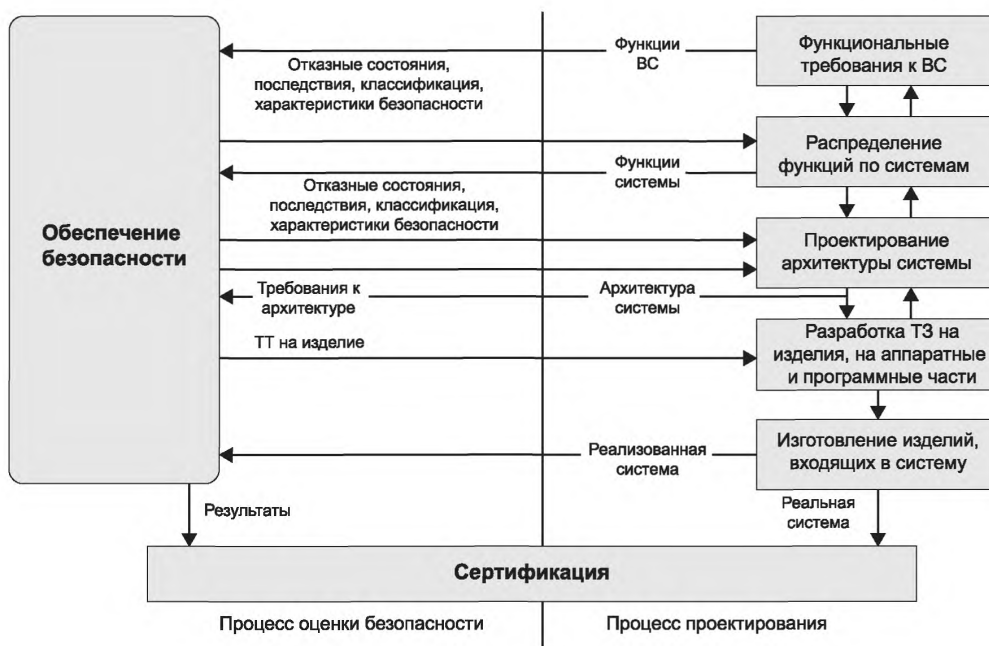 Функции
ВС
Функциональные
требования к ВС
Отказные состояния,
последствия, классификация,
характеристики безопасности
Распределение
функций по системам
Функции
системы
Отказные состояния,
последствия, классификация,
характеристики безопасности
Обеспечение
безопасности
Проектирование
архитектуры системы
Требования к
архитектуре
Архитектура
системы
ТТ на изделие
Разработка ТЗ на
изделия, на аппаратные
и программные части
Реализованная
система
Изготовление изделий,
входящих в систему
Результаты
Реальная
система
Сертификация
Процесс оценки безопасности
Процесс проектирования